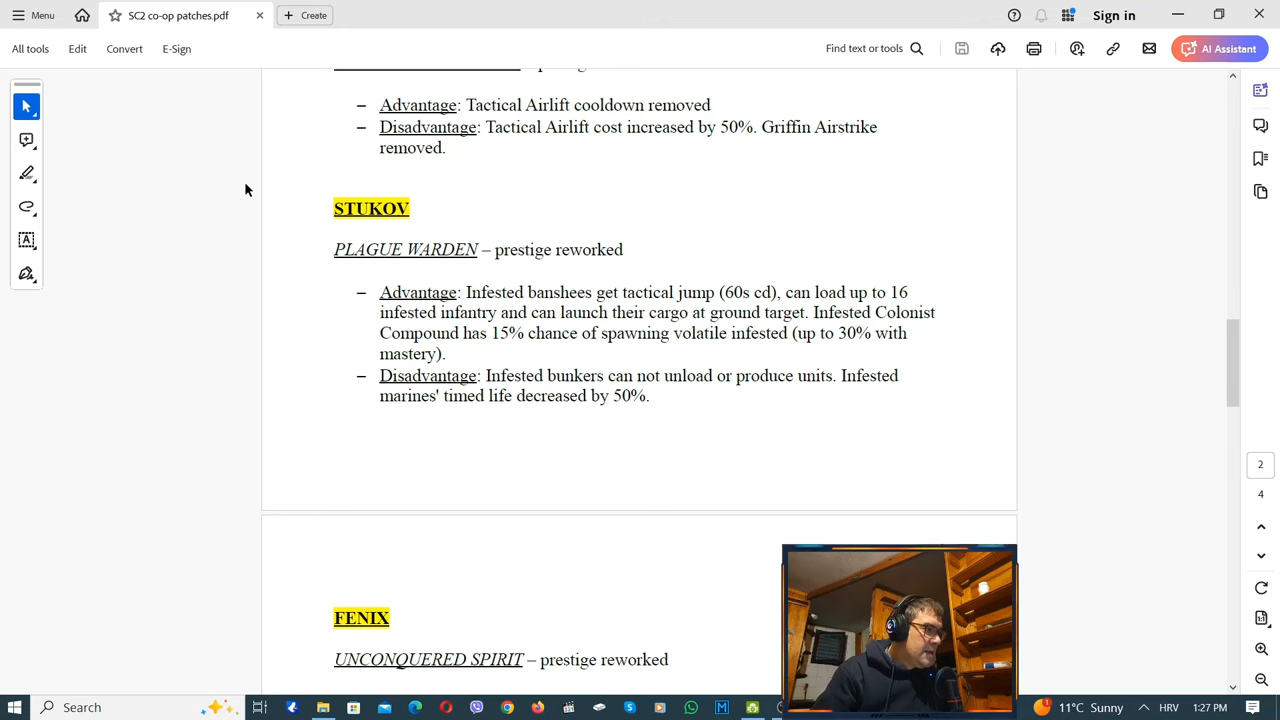 Menu
SC2 co-op patches.pdf
Create
Sign in
All tools
Edit
Convert
E-Sign
Find text or tools
AI Assistant
– Advantage: Tactical Airlift cooldown removed
– Disadvantage: Tactical Airlift cost increased by 50%. Griffin Airstrike
removed.
STUKOV
PLAGUE WARDEN – prestige reworked
– Advantage: Infested banshees get tactical jump (60s cd), can load up to 16
infested infantry and can launch their cargo at ground target. Infested Colonist
Compound has 15% chance of spawning volatile infested (up to 30% with
mastery).
– Disadvantage: Infested bunkers can not unload or produce units. Infested
marines' timed life decreased by 50%.
2
4
FENIX
UNCONQUERED SPIRIT – prestige reworked
Search
11°C Sunny
HRV
1:27 PM